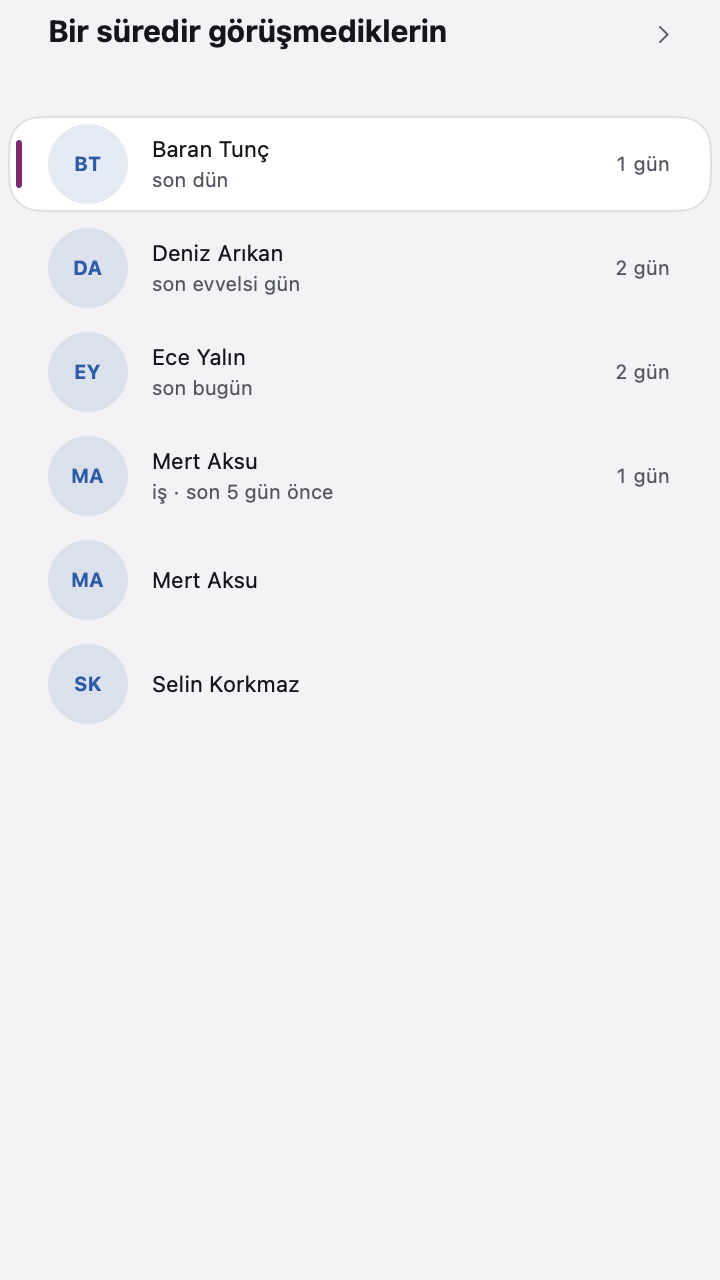 Bir süredir görüşmediklerin
BT
Baran Tunç
son dün
1 gün
DA
Deniz Arıkan
son evvelsi gün
2 gün
EY
Ece Yalın
son bugün
2 gün
MA
Mert Aksu
iş · son 5 gün önce
1 gün
MA
Mert Aksu
SK
Selin Korkmaz